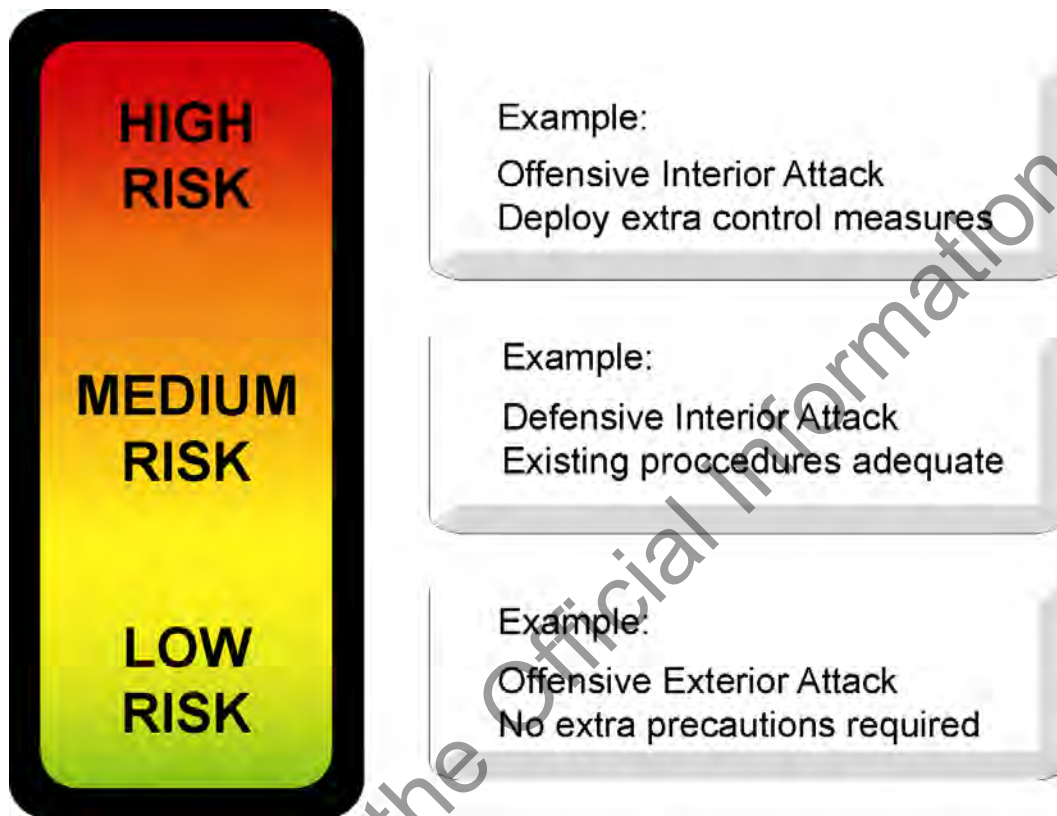 HIGH
RISK
Example:
Offensive Interior Attack
Deploy extra control measures
MEDIUM
RISK
Example:
Defensive Interior Attack
Existing proccedures adequate
LOW
RISK
Example:
Offensive Exterior Attack
No extra precautions required
the Official Information